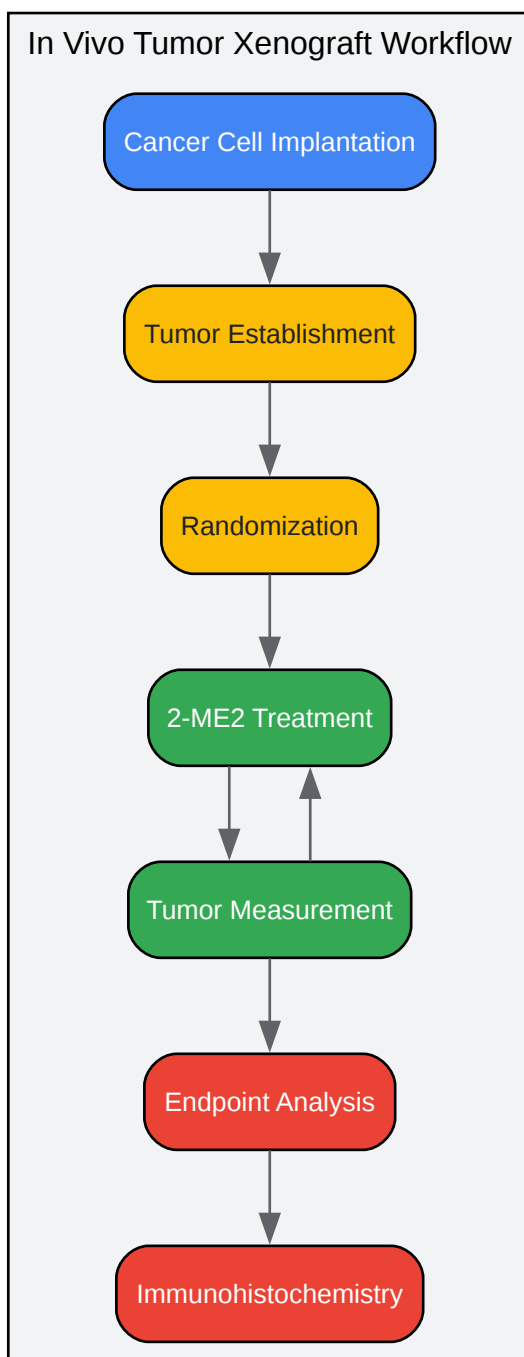 In Vivo Tumor Xenograft Workflow
Cancer Cell Implantation
Tumor Establishment
Randomization
2-ME2 Treatment
Tumor Measurement
Endpoint Analysis
Immunohistochemistry